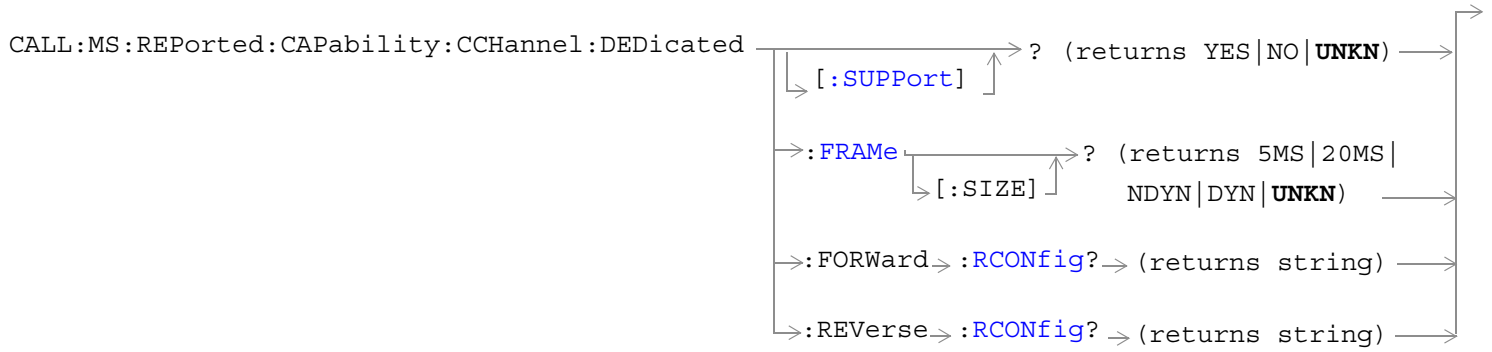 CALL:MS:REPorted:CAPability:CCHannel:DEDicated ? (returns YES|NO|UNKN)
[:SUPPort]
:FRAMe ? (returns 5MS|20MS|
[:SIZE] NDYN|DYN|UNKN)
:FORWard :RCONfig? (returns string)
:REVerse :RCONfig? (returns string)